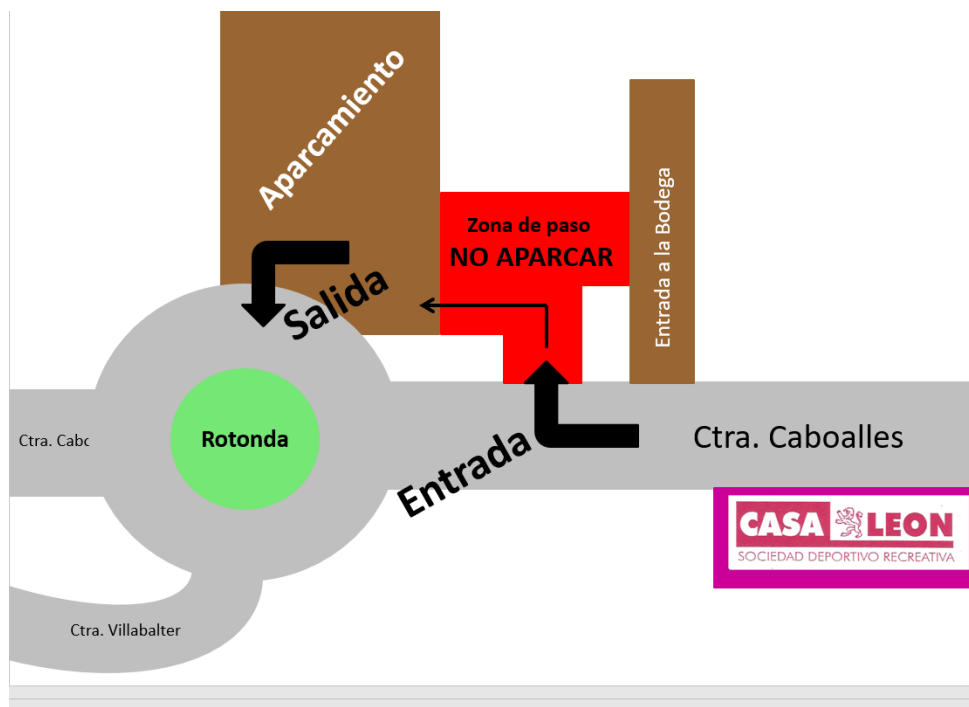 Aparcamiento
Zona de paso
NO APARCAR
Entrada a la Bodega
Salida
Rotonda
Entrada
Ctra. Cabo
Ctra. Caboalles
CASA LEON
SOCIEDAD DEPORTIVO RECREATIVA
Ctra. Villabalter